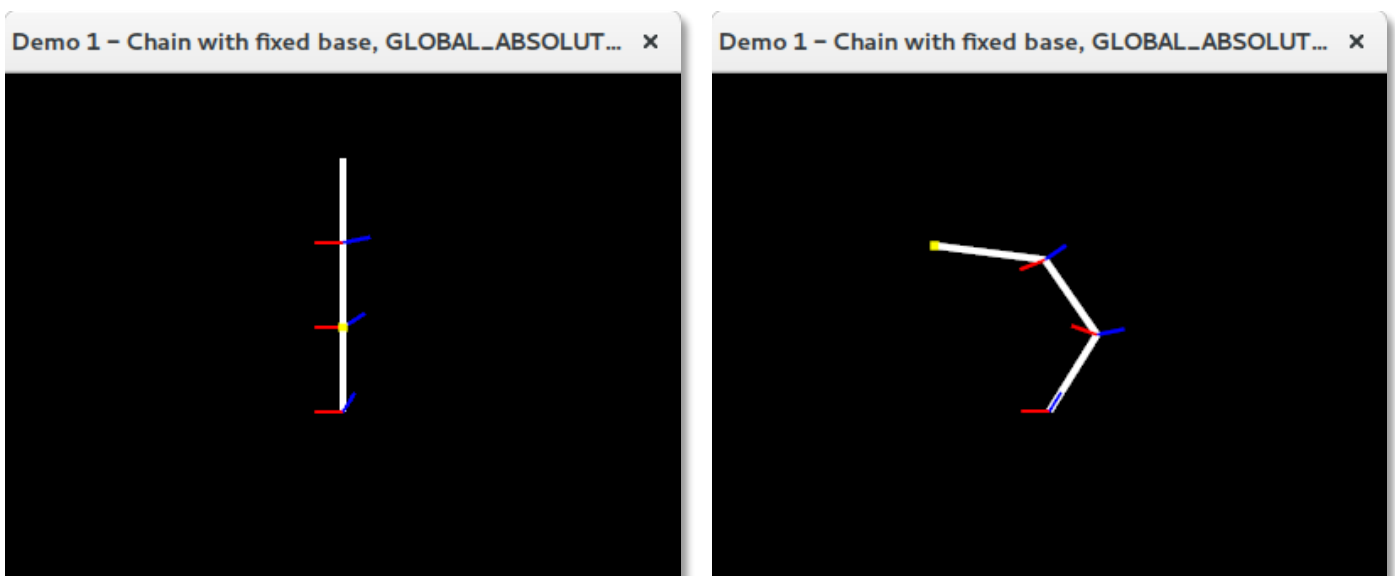 Demo 1 – Chain with fixed base, GLOBAL_ABSOLUT... ×
Demo 1 – Chain with fixed base, GLOBAL_ABSOLUT... ×